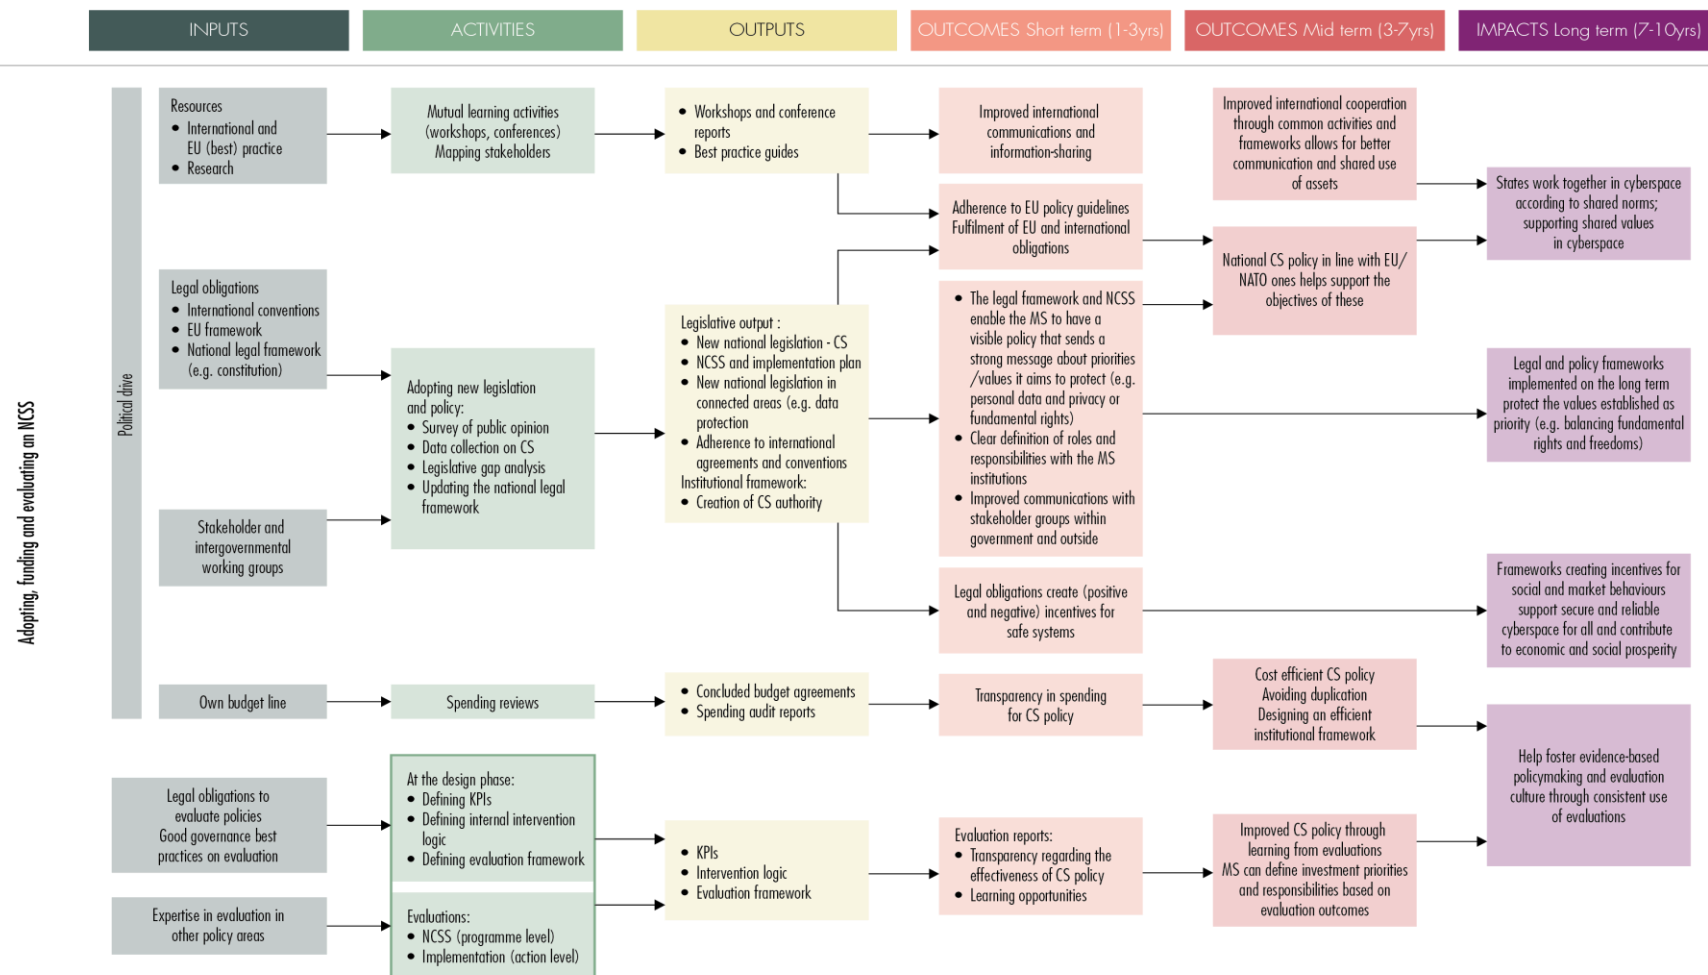 INPUTS
ACTIVITIES
OUTPUTS
OUTCOMES Short term (1-3yrs)
OUTCOMES Mid term (3-7yrs)
IMPACTS Long term (7-10yrs)
Adopting, funding and evaluating an NCSS
Political drive
Resources
• International and
EU (best) practice
• Research
Mutual learning activities
(workshops, conferences)
Mapping stakeholders
• Workshops and conference
reports
• Best practice guides
Improved international
communications and
information-sharing
Improved international cooperation
through common activities and
frameworks allows for better
communication and shared use
of assets
States work together in cyberspace
according to shared norms;
supporting shared values
in cyberspace
Adherence to EU policy guidelines
Fulfilment of EU and international
obligations
National CS policy in line with EU/
NATO ones helps support the
objectives of these
Legal obligations
• International conventions
• EU framework
• National legal framework
(e.g. constitution)
Stakeholder and
intergovernmental
working groups
Adopting new legislation
and policy:
• Survey of public opinion
• Data collection on CS
• Legislative gap analysis
• Updating the national legal
framework
Legislative output :
• New national legislation - CS
• NCSS and implementation plan
• New national legislation in
connected areas (e.g. data
protection
• Adherence to international
agreements and conventions
Institutional framework:
• Creation of CS authority
• The legal framework and NCSS
enable the MS to have a
visible policy that sends a
strong message about priorities
/values it aims to protect (e.g.
personal data and privacy or
fundamental rights)
• Clear definition of roles and
responsibilities with the MS
institutions
• Improved communications with
stakeholder groups within
government and outside
Legal and policy frameworks
implemented on the long term
protect the values established as
priority (e.g. balancing fundamental
rights and freedoms)
Legal obligations create (positive
and negative) incentives for
safe systems
Frameworks creating incentives for
social and market behaviours
support secure and reliable
cyberspace for all and contribute
to economic and social prosperity
Own budget line
Spending reviews
• Concluded budget agreements
• Spending audit reports
Transparency in spending
for CS policy
Cost efficient CS policy
Avoiding duplication
Designing an efficient
institutional framework
Help foster evidence-based
policymaking and evaluation
culture through consistent use
of evaluations
Legal obligations to
evaluate policies
Good governance best
practices on evaluation
Expertise in evaluation in
other policy areas
At the design phase:
• Defining KPIs
• Defining internal intervention
logic
• Defining evaluation framework
Evaluations:
• NCSS (programme level)
• Implementation (action level)
• KPIs
• Intervention logic
• Evaluation framework
Evaluation reports:
• Transparency regarding the
effectiveness of CS policy
• Learning opportunities
Improved CS policy through
learning from evaluations
MS can define investment priorities
and responsibilities based on
evaluation outcomes